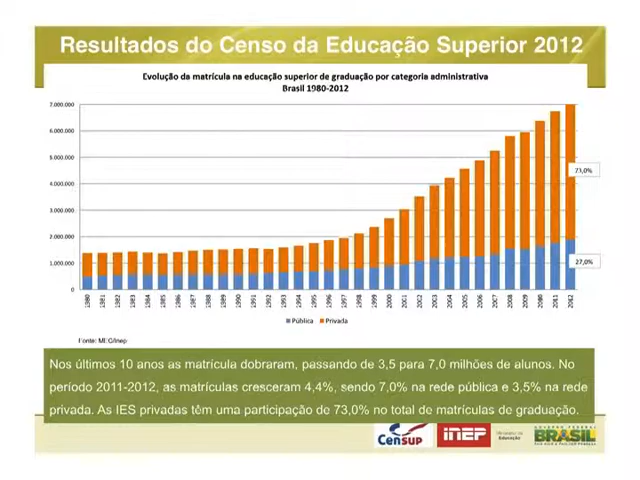 Resultados do Censo da Educação Superior 2012
Evolução da matrícula na educação superior de graduação por categoria administrativa
Brasil 1980-2012
7.000.000
6.000.000
5.000.000
4.000.000
3.000.000
2.000.000
1.000.000
0
73,0%
27,0%
1980 1981 1982 1983 1984 1985 1986 1987 1988 1989 1990 1991 1992 1993 1994 1995 1996 1997 1998 1999 2000 2001 2002 2003 2004 2005 2006 2007 2008 2009 2010 2011 2012
Pública Privada
Fonte: MEC/Inep
Nos últimos 10 anos as matrícula dobraram, passando de 3,5 para 7,0 milhões de alunos. No
período 2011-2012, as matrículas cresceram 4,4%, sendo 7,0% na rede pública e 3,5% na rede
privada. As IES privadas têm uma participação de 73,0% no total de matrículas de graduação.
Censup
inep
Ministério da
Educação
GOVERNO FEDERAL
BRASIL
PAÍS RICO É PAÍS SEM POBREZA